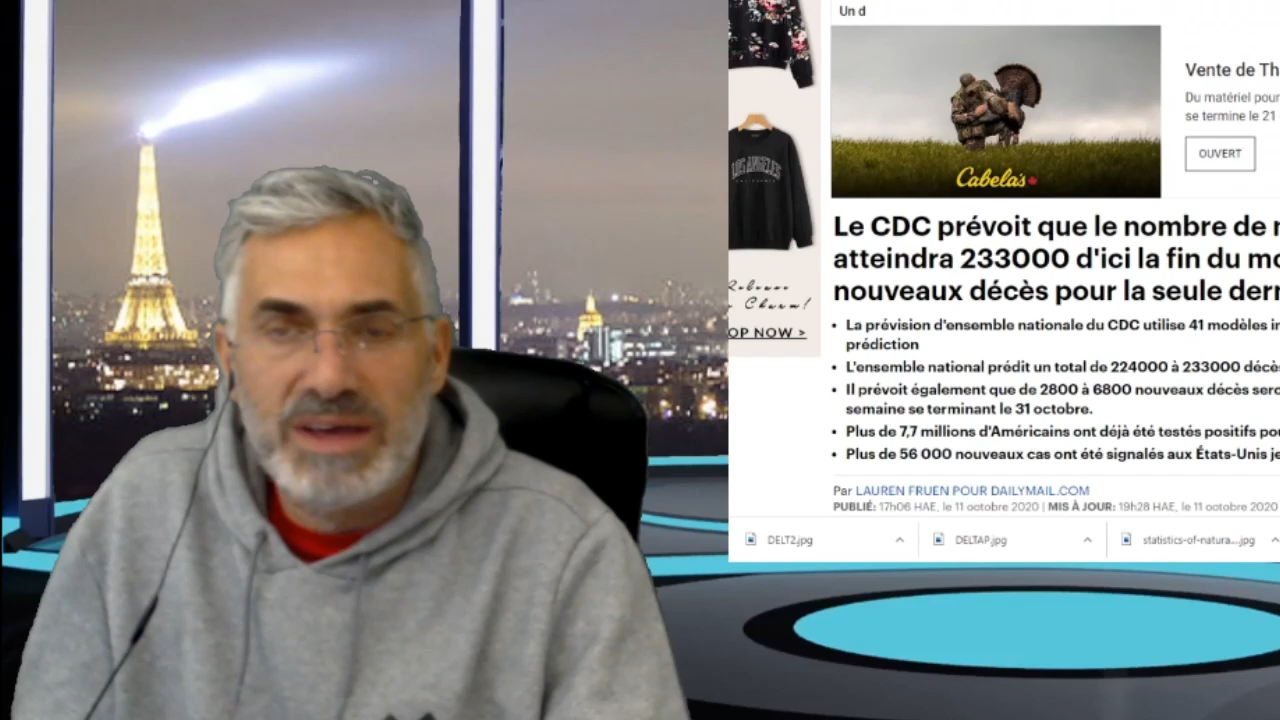 Un d
LOS ANGELES
OP NOW >
Cabela's
Vente de Th
Du matériel pour
se termine le 21
OUVERT
Le CDC prévoit que le nombre de
atteindra 233000 d'ici la fin du mo
nouveaux décès pour la seule dern
• La prévision d'ensemble nationale du CDC utilise 41 modèles in
prédiction
• L'ensemble national prédit un total de 224000 à 233000 décès
• Il prévoit également que de 2800 à 6800 nouveaux décès sero
semaine se terminant le 31 octobre.
• Plus de 7,7 millions d'Américains ont déjà été testés positifs pou
• Plus de 56 000 nouveaux cas ont été signalés aux États-Unis je
Par LAUREN FRUEN POUR DAILYMAIL.COM
PUBLIÉ: 17h06 HAE, le 11 octobre 2020 | MIS À JOUR: 19h28 HAE, le 11 octobre 2020
DELT2.jpg
DELTAP.jpg
statistics-of-natura....jpg